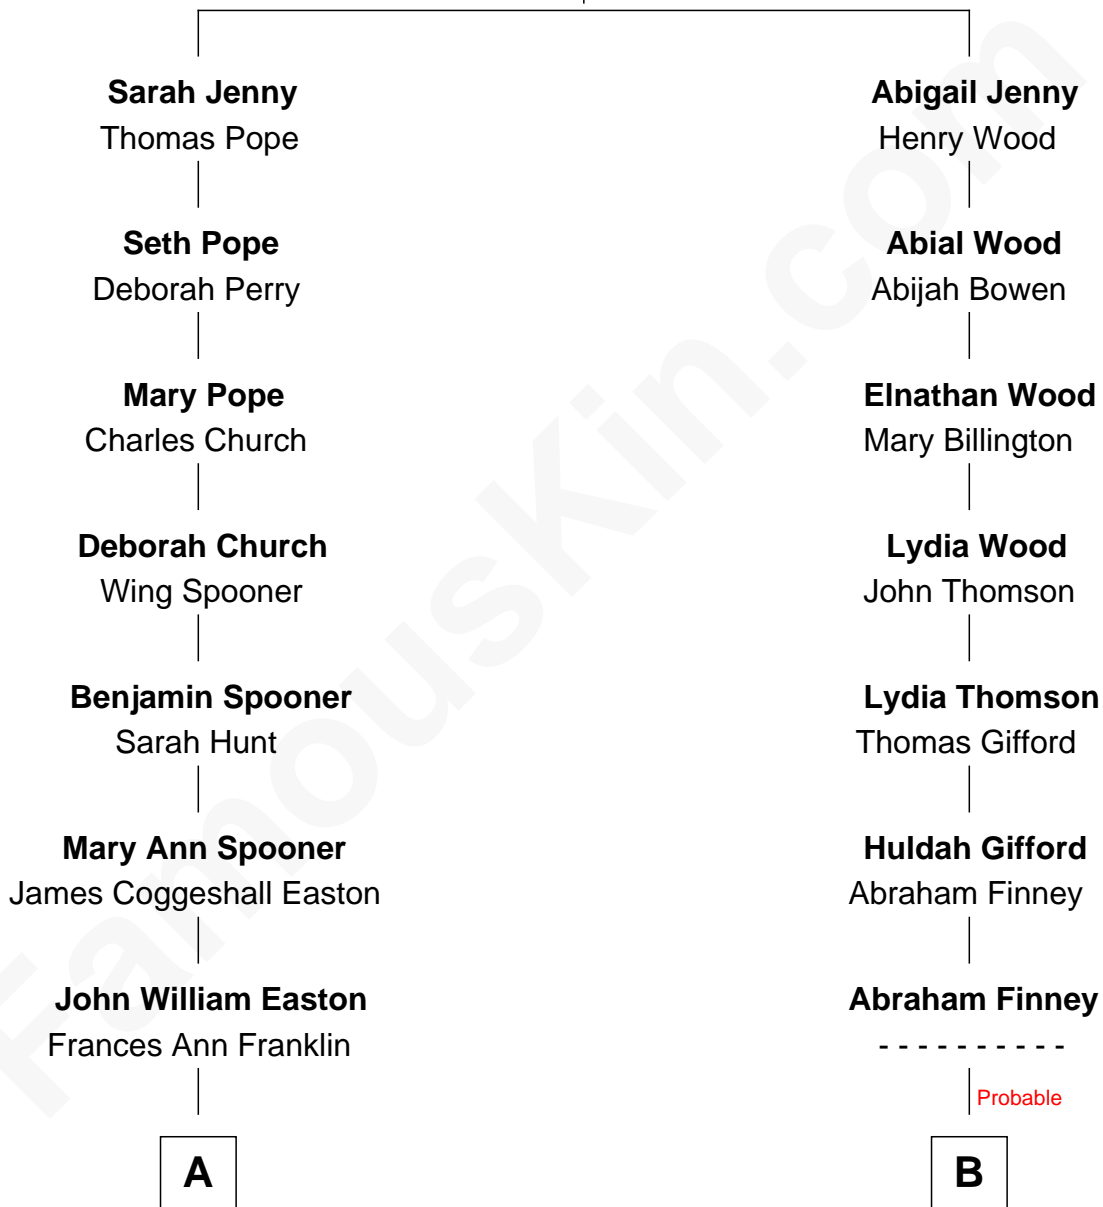 Sarah Jenny
Thomas Pope
Seth Pope
Deborah Perry
Mary Pope
Charles Church
Deborah Church
Wing Spooner
Benjamin Spooner
Sarah Hunt
Mary Ann Spooner
James Coggeshall Easton
John William Easton
Frances Ann Franklin
A
Abigail Jenny
Henry Wood
Abial Wood
Abijah Bowen
Elnathan Wood
Mary Billington
Lydia Wood
John Thomson
Lydia Thomson
Thomas Gifford
Huldah Gifford
Abraham Finney
Abraham Finney
- - - - - - - - - -
Probable
B
FamousKin.com